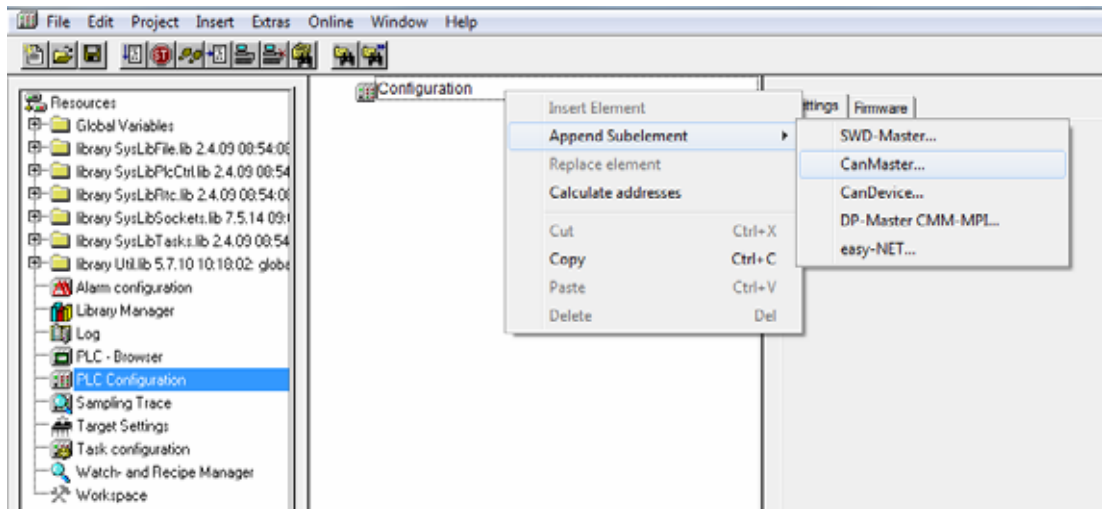 File Edit Project Insert Extras Online Window Help
Resources
Global Variables
library SysLibFile.lib 2.4.09 08:54:08
library SysLibPlcCtrl.lib 2.4.09 08:54
library SysLibRtc.lib 2.4.09 08:54:08
library SysLibSockets.lib 7.5.14 09:
library SysLibTasks.lib 2.4.09 08:54
library Util.lib 5.7.10 10:18:02: globa
Alarm configuration
Library Manager
Log
PLC - Browser
PLC Configuration
Sampling Trace
Target Settings
Task configuration
Watch- and Recipe Manager
Workspace
Configuration
Insert Element
Append Subelement
Replace element
Calculate addresses
Cut Ctrl+X
Copy Ctrl+C
Paste Ctrl+V
Delete Del
ttings Firmware
SWD-Master...
CanMaster...
CanDevice...
DP-Master CMM-MPI...
easy-NET...